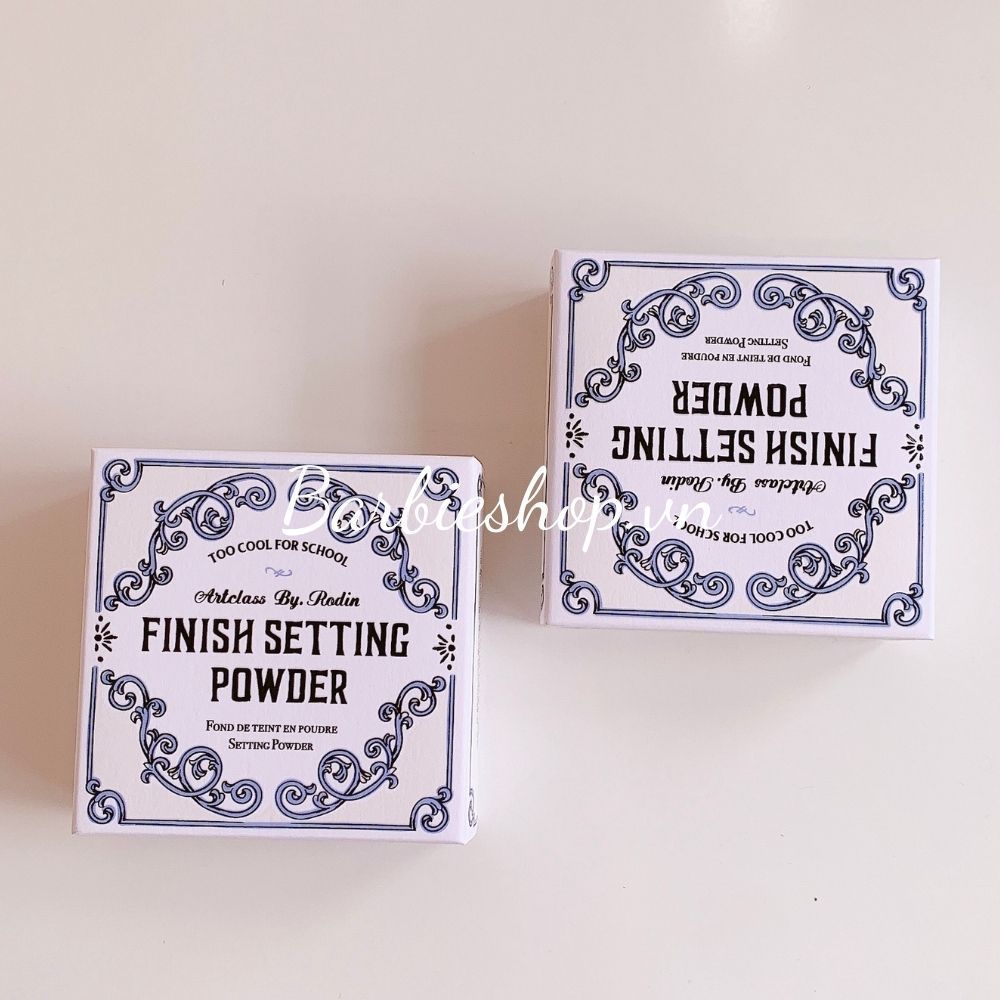 TOO COOL FOR SCHOOL
Artclass By. Rodin
FINISH SETTING
POWDER
FOND DE TEINT EN POUDRE
SETTING POWDER
TOO COOL FOR SCHOOL
Artclass By. Rodin
FINISH SETTING
POWDER
FOND DE TEINT EN POUDRE
SETTING POWDER
Barbieshop.vn